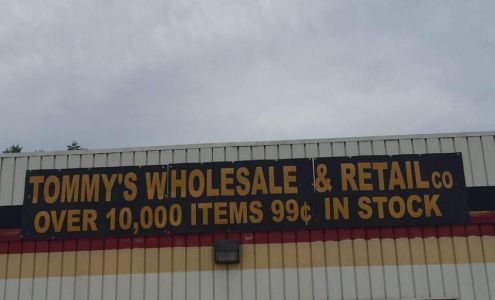 TOMMY'S WHOLESALE & RETAIL CO
OVER 10,000 ITEMS 99¢ IN STOCK